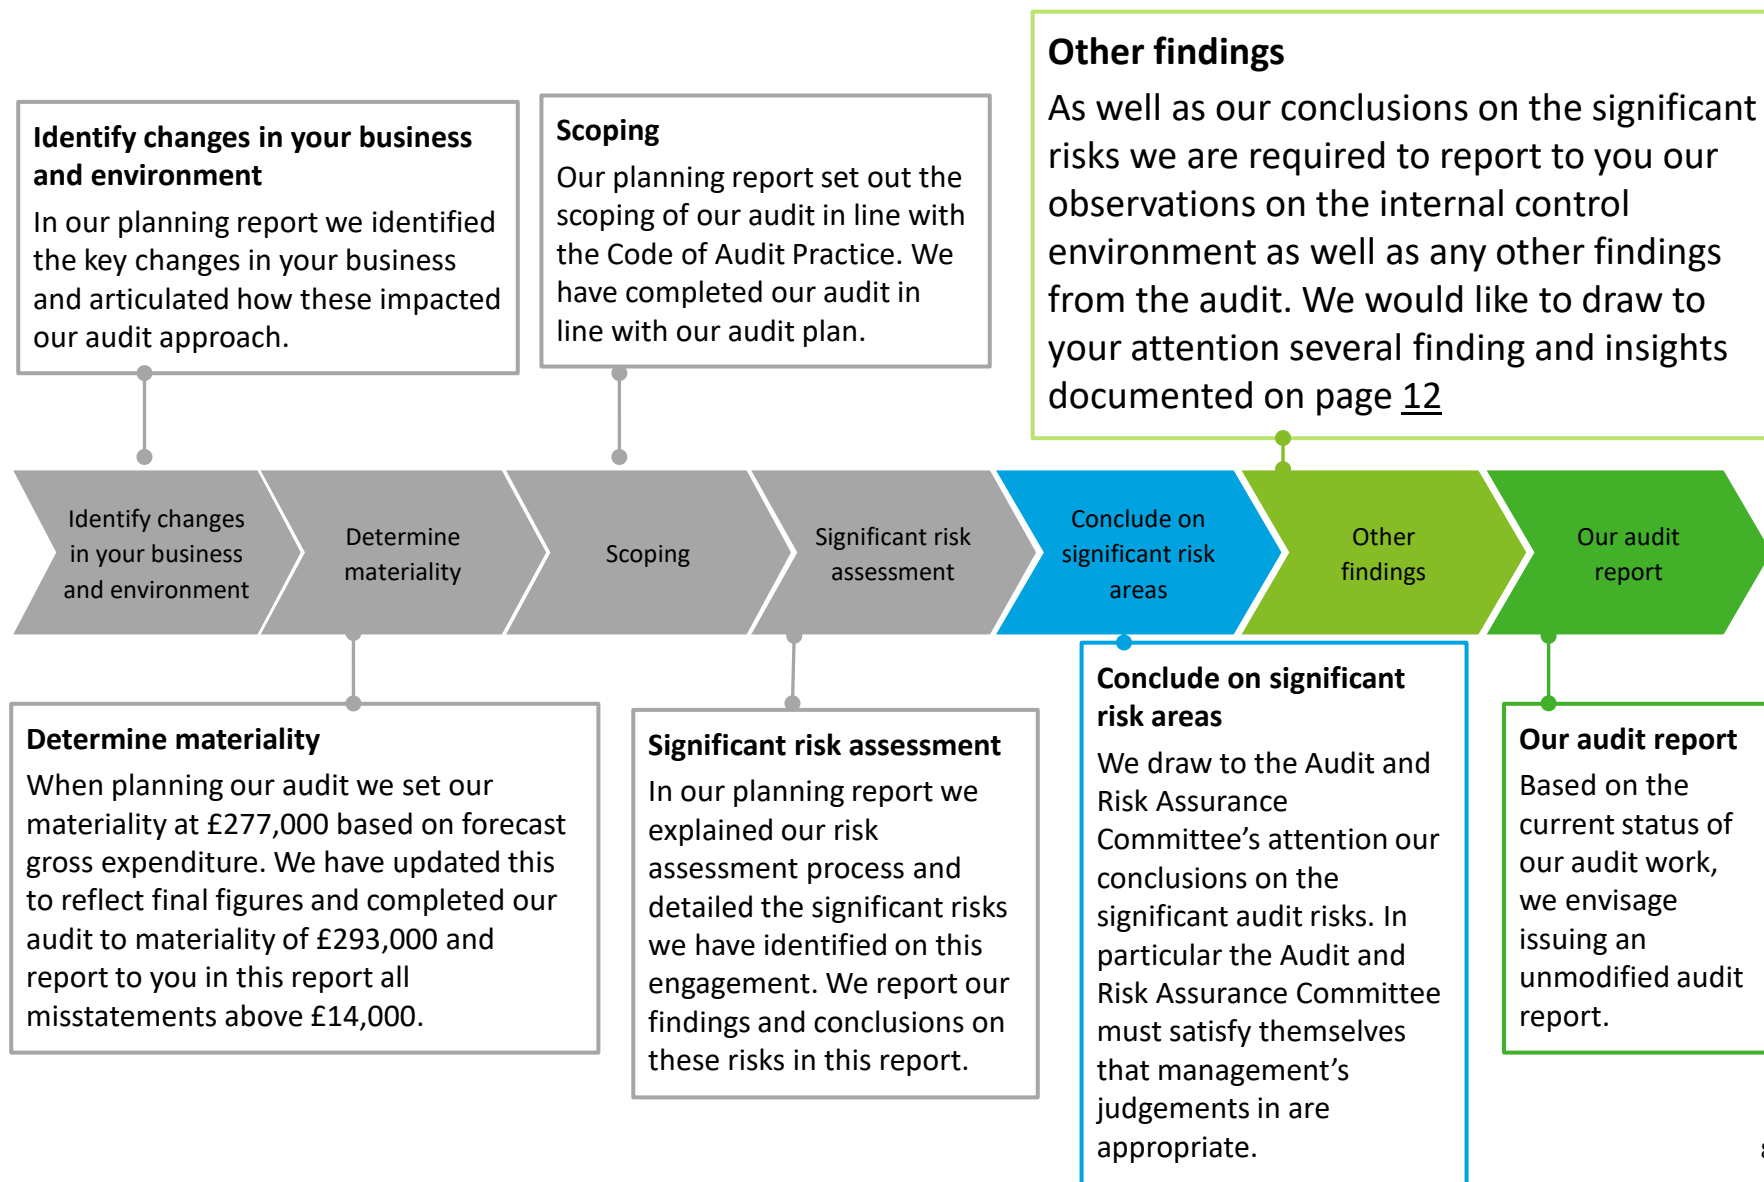 Identify changes in your business
and environment
In our planning report we identified
the key changes in your business
and articulated how these impacted
our audit approach.
Scoping
Our planning report set out the
scoping of our audit in line with
the Code of Audit Practice. We
have completed our audit in
line with our audit plan.
Other findings
As well as our conclusions on the significant
risks we are required to report to you our
observations on the internal control
environment as well as any other findings
from the audit. We would like to draw to
your attention several finding and insights
documented on page 12
Identify changes
in your business
and environment
Determine
materiality
Scoping
Significant risk
assessment
Conclude on
significant risk
areas
Other
findings
Our audit
report
Determine materiality
When planning our audit we set our
materiality at £277,000 based on forecast
gross expenditure. We have updated this
to reflect final figures and completed our
audit to materiality of £293,000 and
report to you in this report all
misstatements above £14,000.
Significant risk assessment
In our planning report we
explained our risk
assessment process and
detailed the significant risks
we have identified on this
engagement. We report our
findings and conclusions on
these risks in this report.
Conclude on significant
risk areas
We draw to the Audit and
Risk Assurance
Committee’s attention our
conclusions on the
significant audit risks. In
particular the Audit and
Risk Assurance Committee
must satisfy themselves
that management’s
judgements in are
appropriate.
Our audit report
Based on the
current status of
our audit work,
we envisage
issuing an
unmodified audit
report.